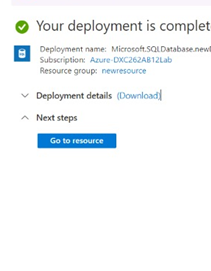 Your deployment is complet
Deployment name: Microsoft.SQLDatabase.new
Subscription: Azure-DXC262AB12Lab
Resource group: newresource
Deployment details (Download)
Next steps
Go to resource